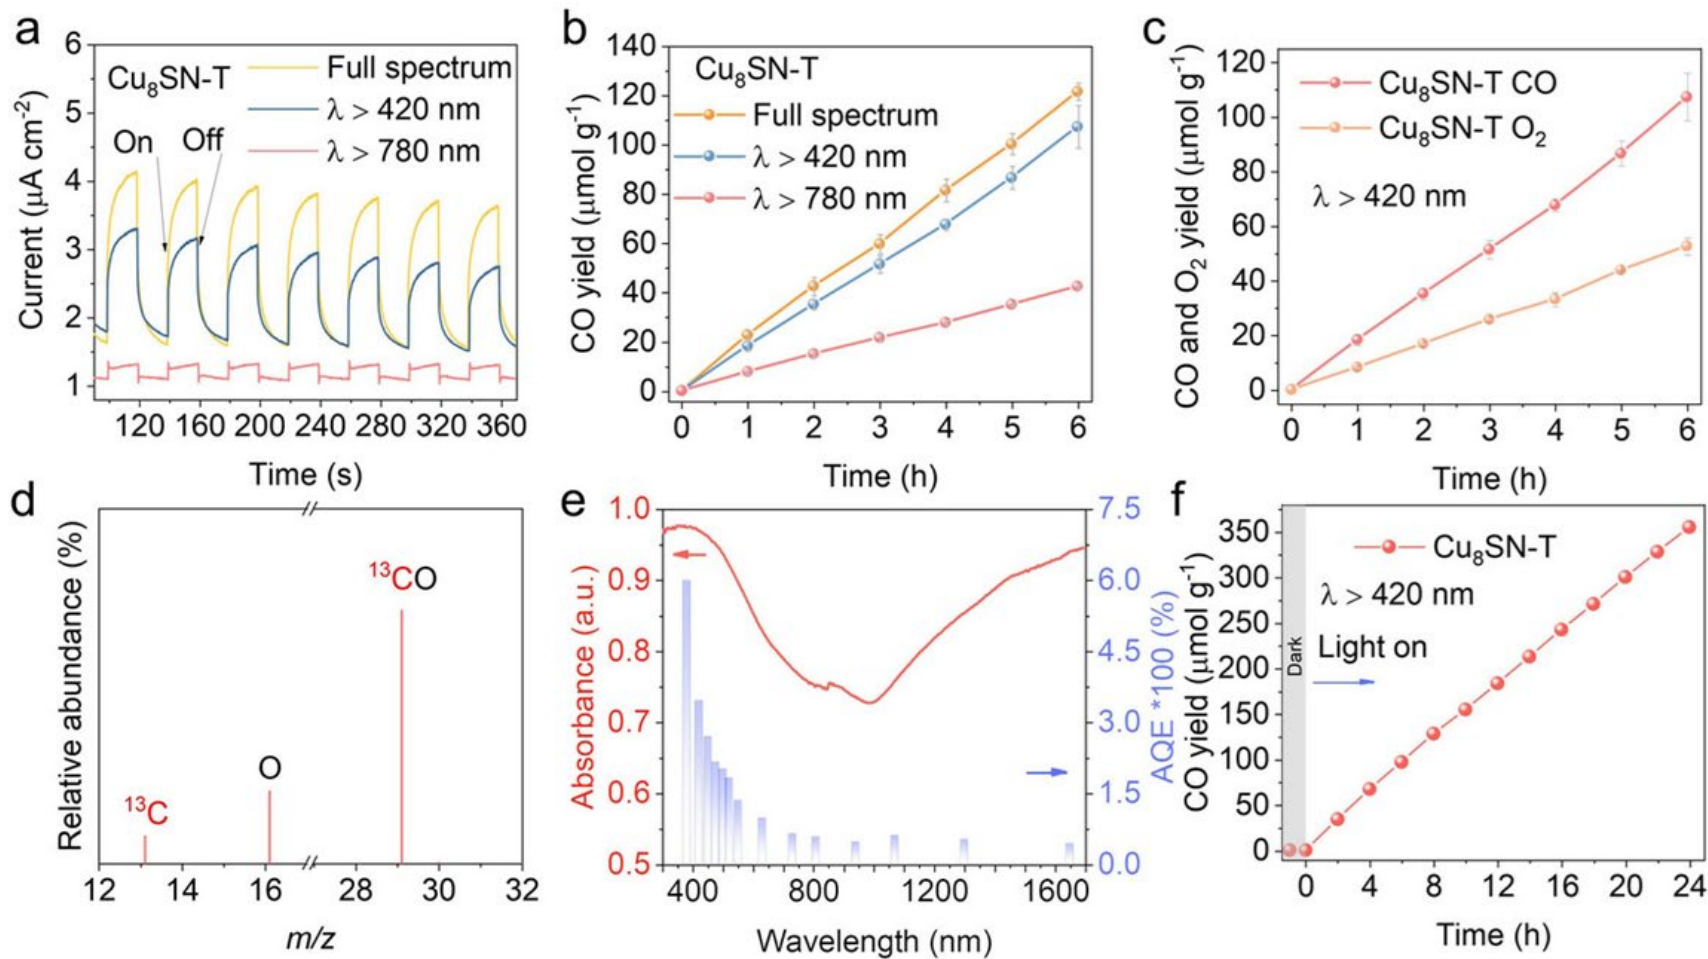 a
Cu₈SN-T
Full spectrum
λ > 420 nm
λ > 780 nm
On
Off
Current (μA cm⁻²)
6
5
4
3
2
1
120 160 200 240 280 320 360
Time (s)
b
Cu₈SN-T
Full spectrum
λ > 420 nm
λ > 780 nm
CO yield (μmol g⁻¹)
140
120
100
80
60
40
20
0
0 1 2 3 4 5 6
Time (h)
c
Cu₈SN-T CO
Cu₈SN-T O₂
λ > 420 nm
CO and O₂ yield (μmol g⁻¹)
120
100
80
60
40
20
0
0 1 2 3 4 5 6
Time (h)
d
Relative abundance (%)
¹³C
O
¹³CO
12 14 16 28 30 32
m/z
e
Absorbance (a.u.)
1.0
0.9
0.8
0.7
0.6
0.5
7.5
6.0
4.5
3.0
1.5
0.0
AQE *100 (%)
400 800 1200 1600
Wavelength (nm)
f
Cu₈SN-T
λ > 420 nm
Light on
Dark
CO yield (μmol g⁻¹)
350
300
250
200
150
100
50
0
0 4 8 12 16 20 24
Time (h)